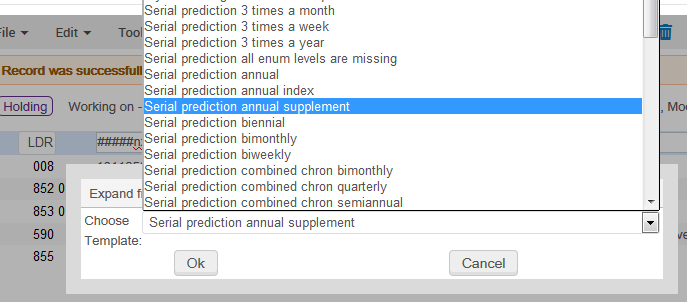 Serial prediction 3 times a month
Serial prediction 3 times a week
File Edit Tool
Serial prediction 3 times a year
Serial prediction all enum levels are missing
Record was successfull
Serial prediction annual
Serial prediction annual index
Holding Working on - Serial prediction annual supplement , Moo
Serial prediction biennial
LDR #####n
Serial prediction bimonthly
Serial prediction biweekly
008
Serial prediction combined chron bimonthly
852 0
Serial prediction combined chron quarterly
Expand fr
Serial prediction combined chron semiannual
853 0
Choose Template: Serial prediction annual supplement
590 ve
855
Ok Cancel